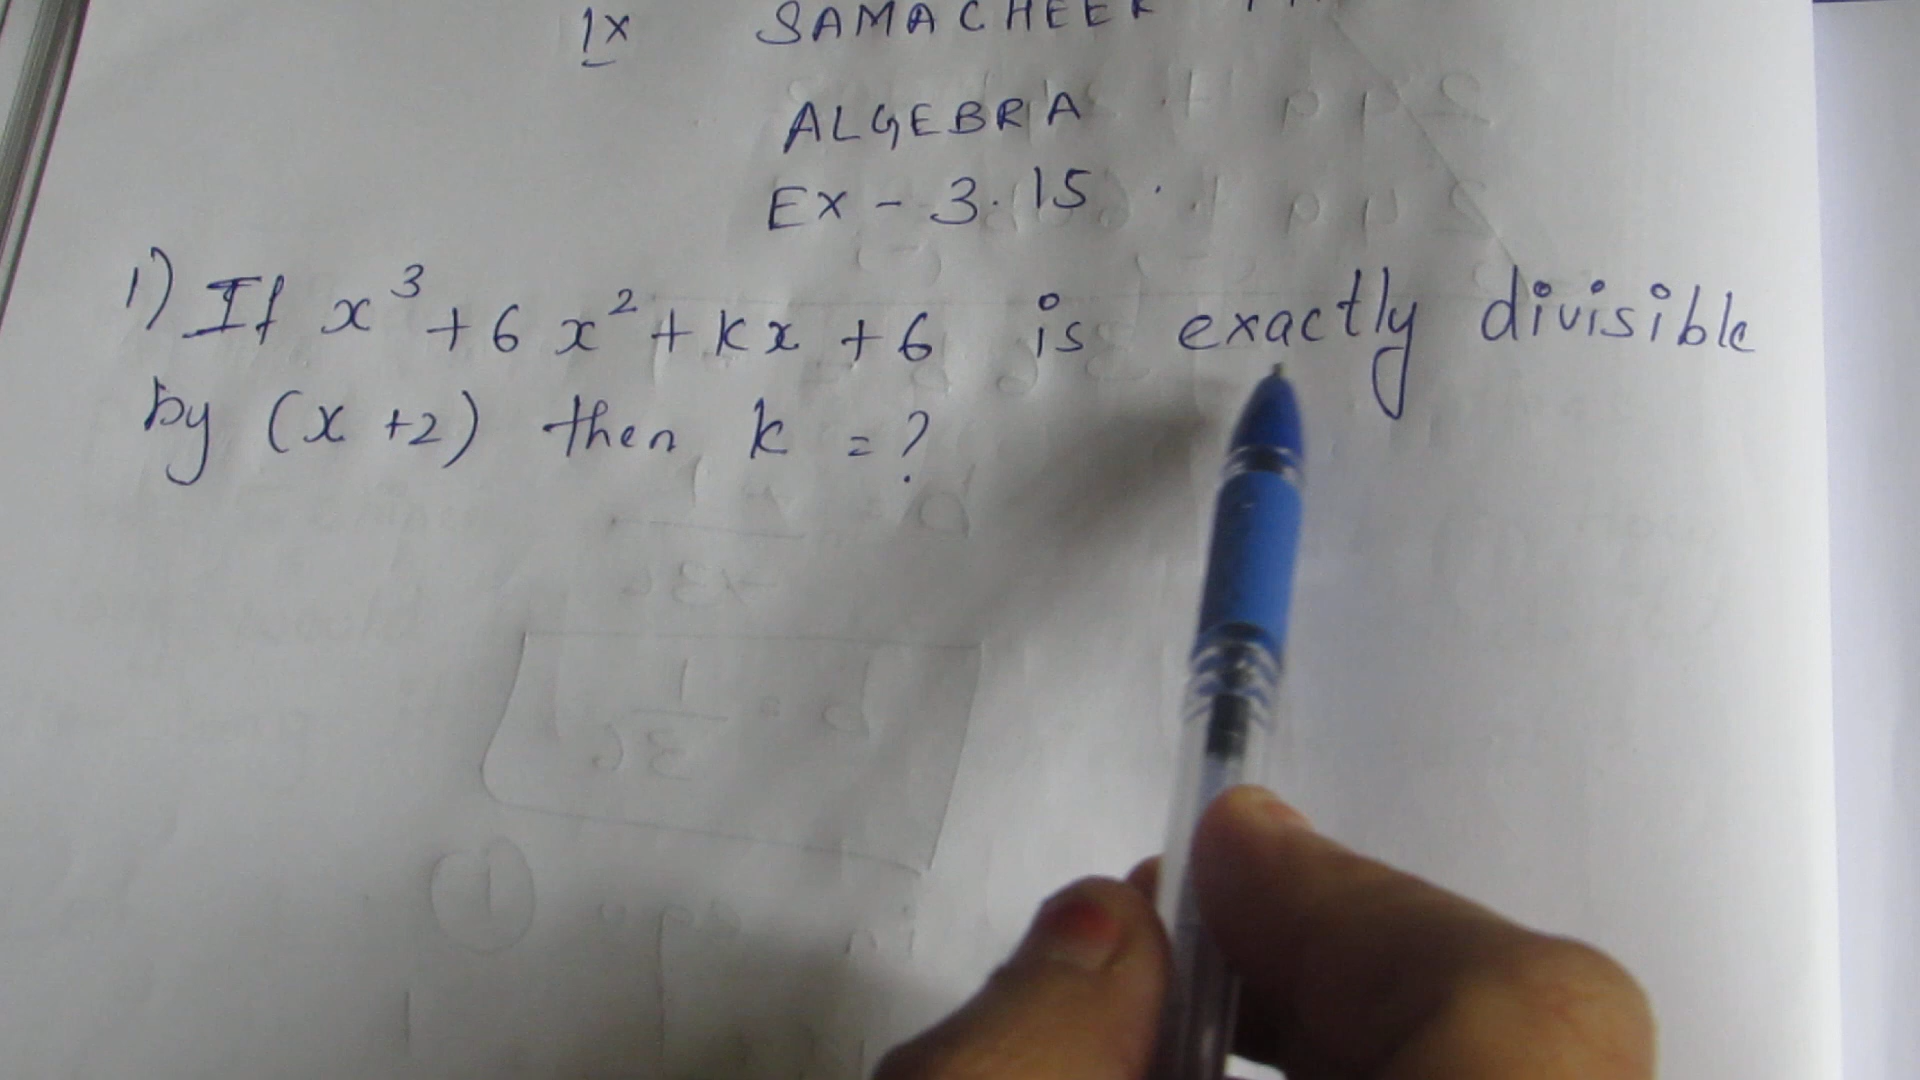 IX SAMACHEER
ALGEBRA
EX - 3.15
1) If x³ + 6x² + kx + 6 is exactly divisible
by (x +2) then k = ?